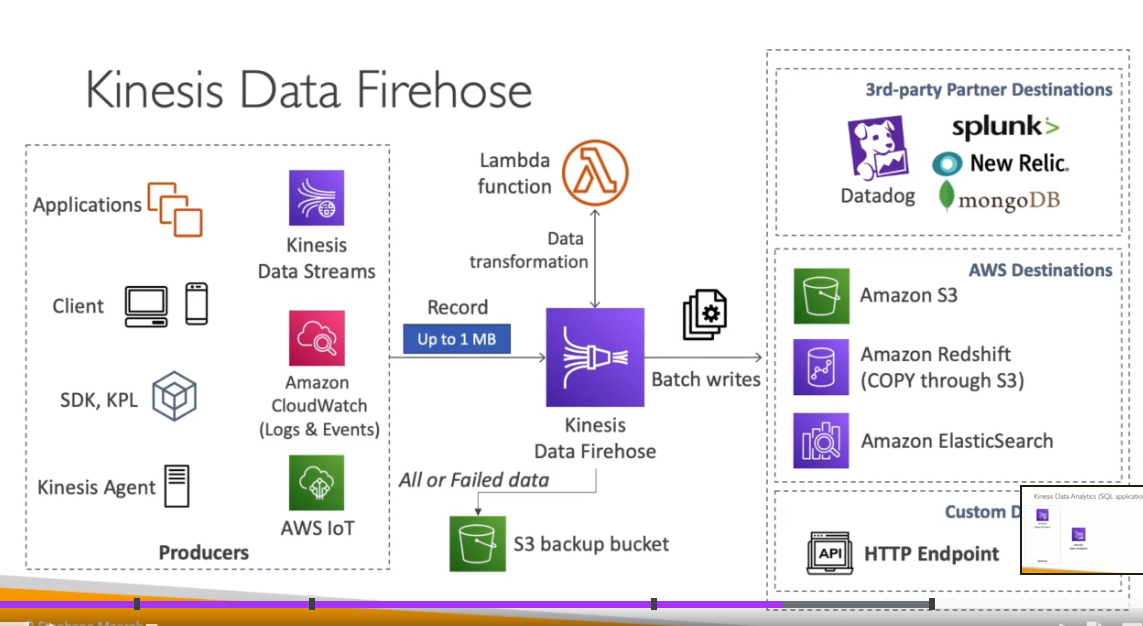 Kinesis Data Firehose
Applications
Client
SDK, KPL
Kinesis Agent
Kinesis
Data Streams
Amazon
CloudWatch
(Logs & Events)
AWS IoT
Producers
Record
Up to 1 MB
Lambda
function
Data
transformation
Kinesis
Data Firehose
All or Failed data
S3 backup bucket
Batch writes
3rd-party Partner Destinations
Datadog
splunk>
New Relic.
mongoDB
AWS Destinations
Amazon S3
Amazon Redshift
(COPY through S3)
Amazon ElasticSearch
Custom D
API
HTTP Endpoint
Kinesis Data Analytics (SQL applicatio